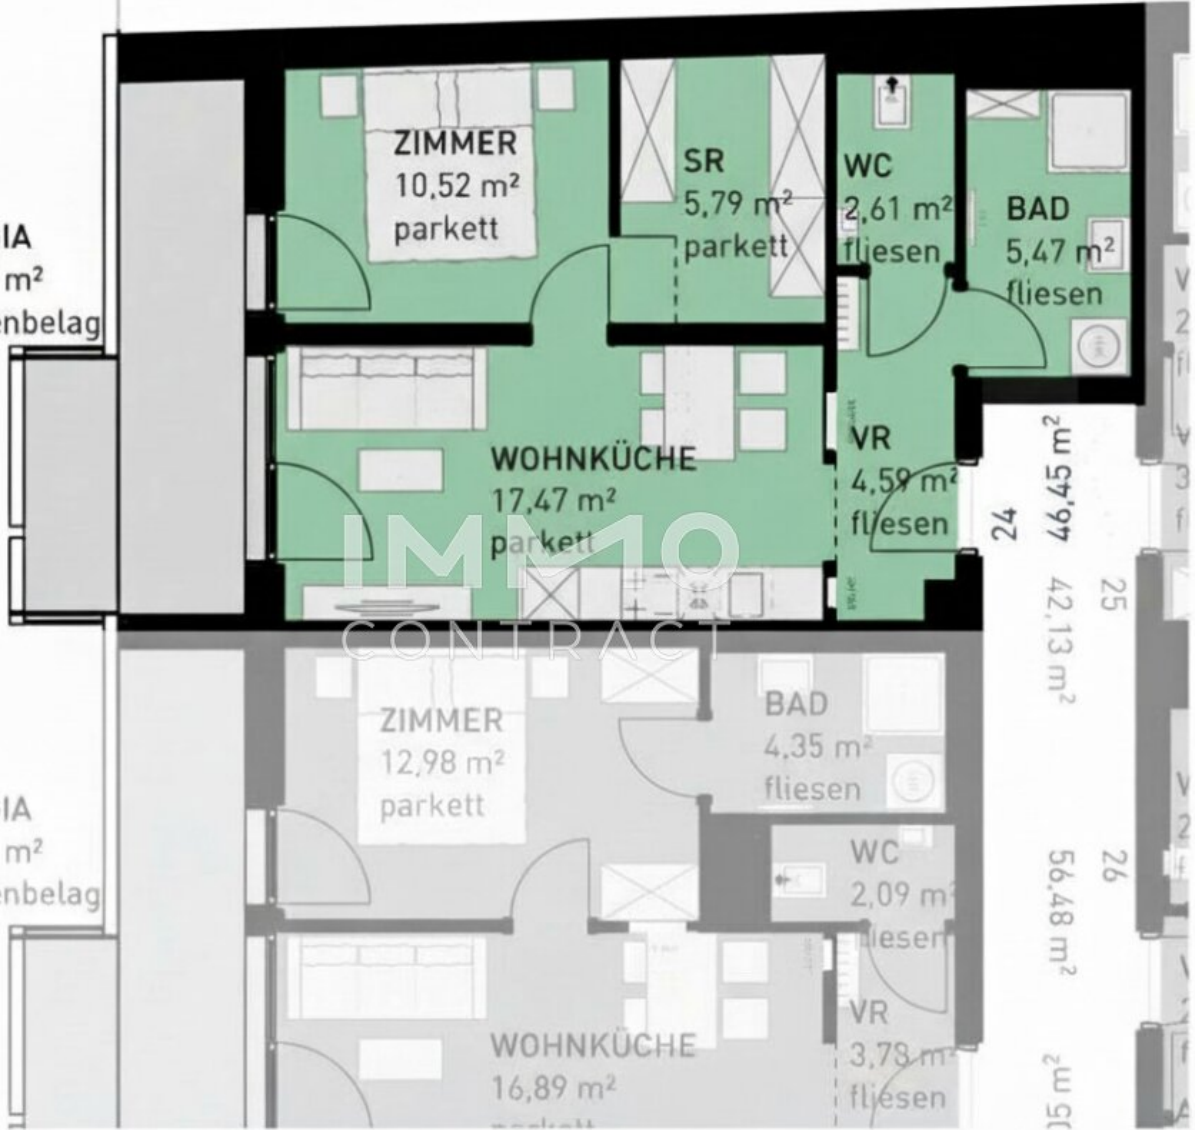 ZIMMER
10,52 m²
parkett
SR
5,79 m²
parkett
WC
2,61 m²
fliesen
BAD
5,47 m²
fliesen
IA
m²
enbelag
WOHNKÜCHE
17,47 m²
parkett
VR
4,59 m²
fliesen
24
46,45 m²
IMMO
CONTRACT
25
42,13 m²
ZIMMER
12,98 m²
parkett
BAD
4,35 m²
fliesen
IA
m²
enbelag
WC
2,09 m²
fliesen
26
56,48 m²
WOHNKÜCHE
16,89 m²
parkett
VR
3,78 m²
fliesen
05 m²